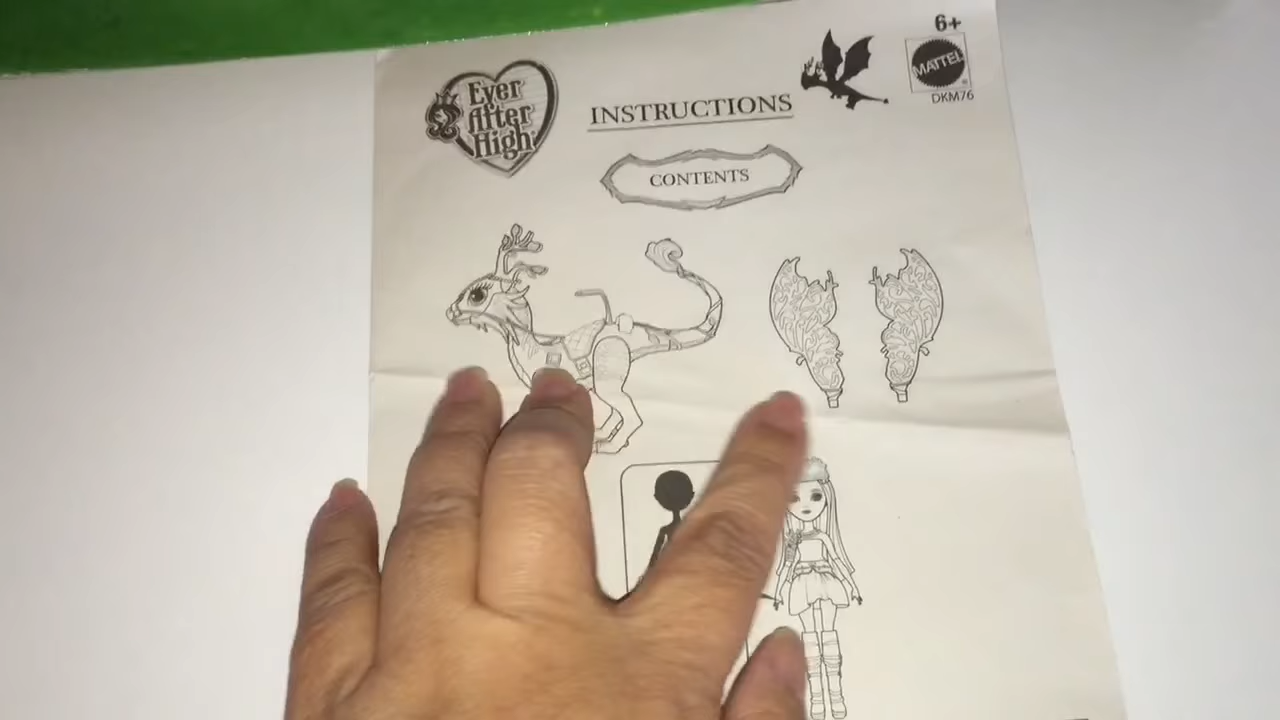 Ever
After
High
INSTRUCTIONS
6+
MATTEL
DKM76
CONTENTS